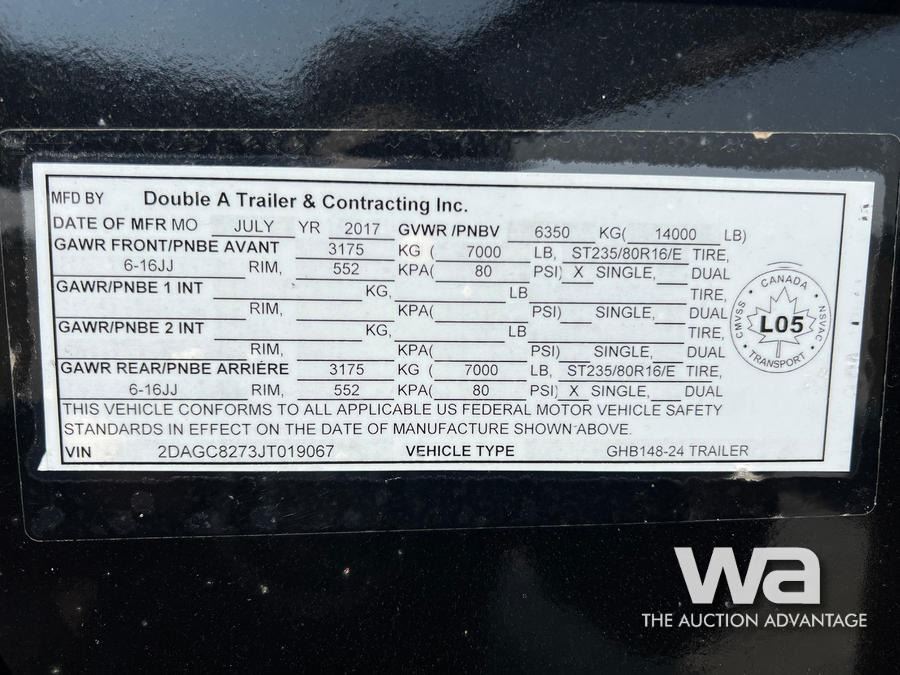 MFD BY Double A Trailer & Contracting Inc.
DATE OF MFR MO JULY YR 2017 GVWR /PNBV 6350 KG( 14000 LB)
GAWR FRONT/PNBE AVANT 3175 KG ( 7000 LB, ST235/80R16/E TIRE,
6-16JJ RIM, 552 KPA( 80 PSI) X SINGLE, DUAL
GAWR/PNBE 1 INT KG, LB TIRE,
RIM, KPA( PSI) SINGLE, DUAL
GAWR/PNBE 2 INT KG, LB TIRE,
RIM, KPA( PSI) SINGLE, DUAL
GAWR REAR/PNBE ARRIÈRE 3175 KG ( 7000 LB, ST235/80R16/E TIRE,
6-16JJ RIM, 552 KPA( 80 PSI) X SINGLE, DUAL
THIS VEHICLE CONFORMS TO ALL APPLICABLE US FEDERAL MOTOR VEHICLE SAFETY
STANDARDS IN EFFECT ON THE DATE OF MANUFACTURE SHOWN ABOVE.
VIN 2DAGC8273JT019067 VEHICLE TYPE GHB148-24 TRAILER
CANADA
CMVSS L05 NSVAC
TRANSPORT
wa
THE AUCTION ADVANTAGE